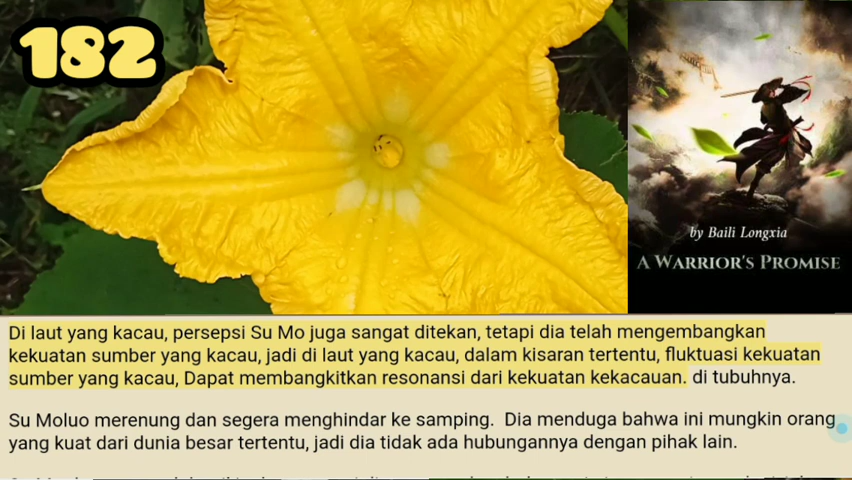 182
by Baili Longxia
A WARRIOR'S PROMISE
Di laut yang kacau, persepsi Su Mo juga sangat ditekan, tetapi dia telah mengembangkan
kekuatan sumber yang kacau, jadi di laut yang kacau, dalam kisaran tertentu, fluktuasi kekuatan
sumber yang kacau, Dapat membangkitkan resonansi dari kekuatan kekacauan. di tubuhnya.
Su Moluo merenung dan segera menghindar ke samping. Dia menduga bahwa ini mungkin orang
yang kuat dari dunia besar tertentu, jadi dia tidak ada hubungannya dengan pihak lain.